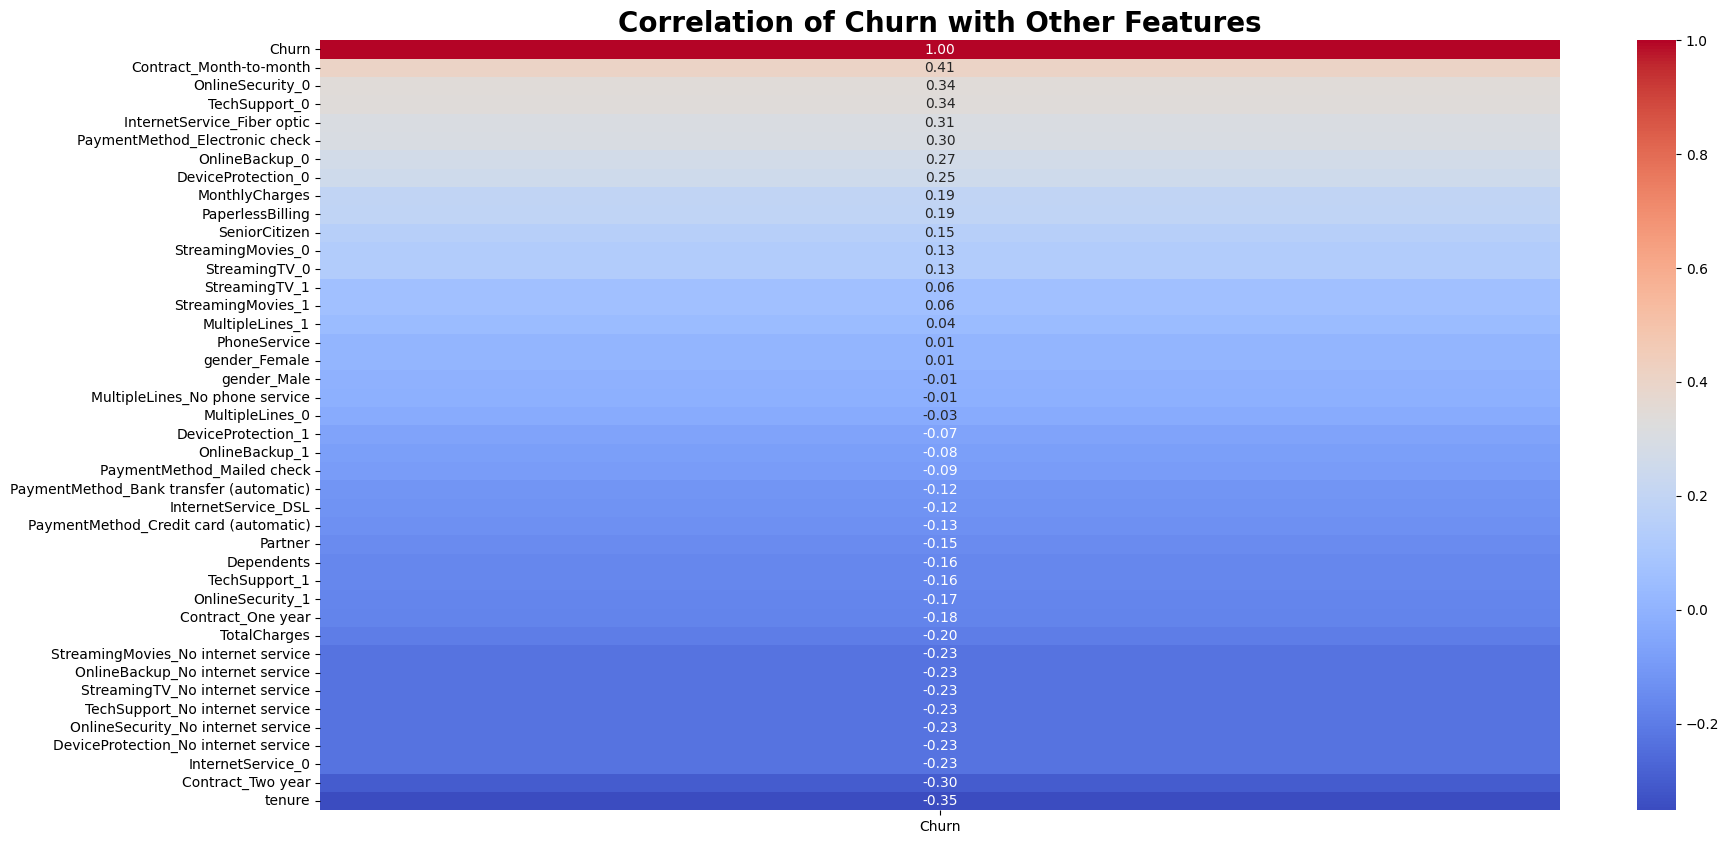 Correlation of Churn with Other Features
Churn 1.00
Contract_Month-to-month 0.41
OnlineSecurity_0 0.34
TechSupport_0 0.34
InternetService_Fiber optic 0.31
PaymentMethod_Electronic check 0.30
OnlineBackup_0 0.27
DeviceProtection_0 0.25
MonthlyCharges 0.19
PaperlessBilling 0.19
SeniorCitizen 0.15
StreamingMovies_0 0.13
StreamingTV_0 0.13
StreamingTV_1 0.06
StreamingMovies_1 0.06
MultipleLines_1 0.04
PhoneService 0.01
gender_Female 0.01
gender_Male -0.01
MultipleLines_No phone service -0.01
MultipleLines_0 -0.03
DeviceProtection_1 -0.07
OnlineBackup_1 -0.08
PaymentMethod_Mailed check -0.09
PaymentMethod_Bank transfer (automatic) -0.12
InternetService_DSL -0.12
PaymentMethod_Credit card (automatic) -0.13
Partner -0.15
Dependents -0.16
TechSupport_1 -0.16
OnlineSecurity_1 -0.17
Contract_One year -0.18
TotalCharges -0.20
StreamingMovies_No internet service -0.23
OnlineBackup_No internet service -0.23
StreamingTV_No internet service -0.23
TechSupport_No internet service -0.23
OnlineSecurity_No internet service -0.23
DeviceProtection_No internet service -0.23
InternetService_0 -0.23
Contract_Two year -0.30
tenure -0.35
Churn
1.0
0.8
0.6
0.4
0.2
0.0
−0.2